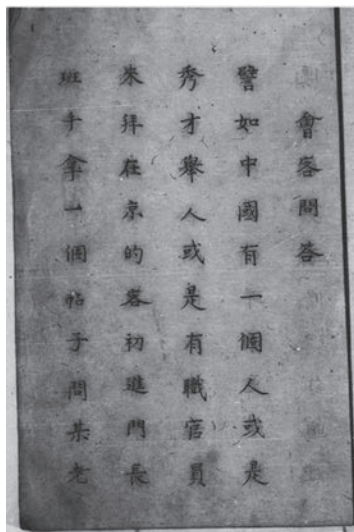 會客問答
譬如中國有一個人或是
秀才舉人或是有職官員
來拜在京的客初進門長
班手拿一個帖子問某老